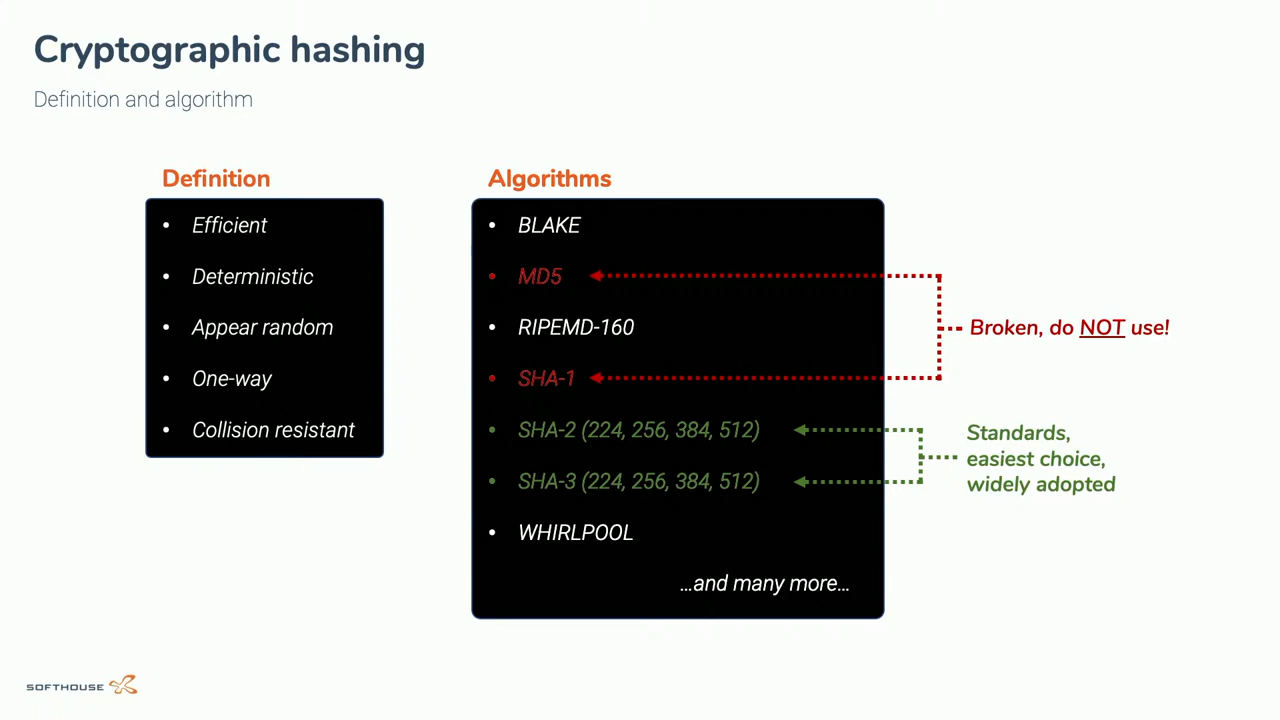 Cryptographic hashing
Definition and algorithm
Definition
• Efficient
• Deterministic
• Appear random
• One-way
• Collision resistant
Algorithms
• BLAKE
• MD5
• RIPEMD-160
• SHA-1
• SHA-2 (224, 256, 384, 512)
• SHA-3 (224, 256, 384, 512)
• WHIRLPOOL
...and many more...
Broken, do NOT use!
Standards,
easiest choice,
widely adopted
SOFTHOUSE